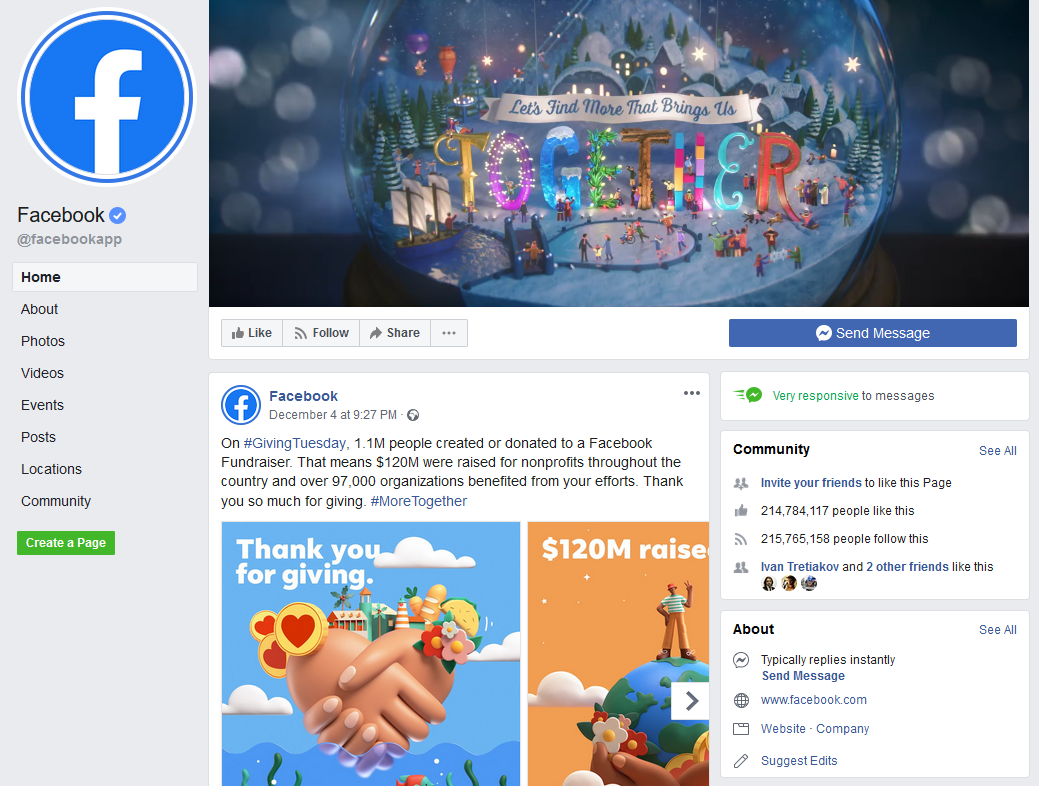 Facebook
@facebookapp
Home
About
Photos
Videos
Events
Posts
Locations
Community
Create a Page
Let's Find More That Brings Us
TOGETHER
Like
Follow
Share
Send Message
Facebook
December 4 at 9:27 PM ·
On #GivingTuesday, 1.1M people created or donated to a Facebook
Fundraiser. That means $120M were raised for nonprofits throughout the
country and over 97,000 organizations benefited from your efforts. Thank
you so much for giving. #MoreTogether
Thank you
for giving.
$120M raise
Very responsive to messages
Community
See All
Invite your friends to like this Page
214,784,117 people like this
215,765,158 people follow this
Ivan Tretiakov and 2 other friends like this
About
See All
Typically replies instantly
Send Message
www.facebook.com
Website · Company
Suggest Edits